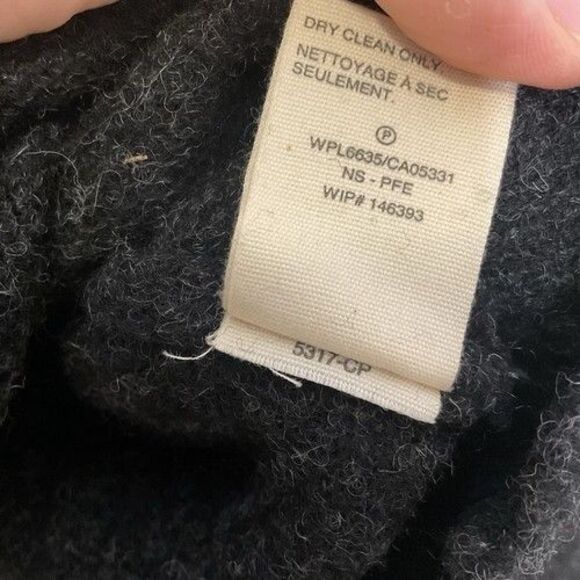 DRY CLEAN ONLY.
NETTOYAGE À SEC
SEULEMENT.
P
WPL6635/CA05331
NS - PFE
WIP# 146393
5317-CP